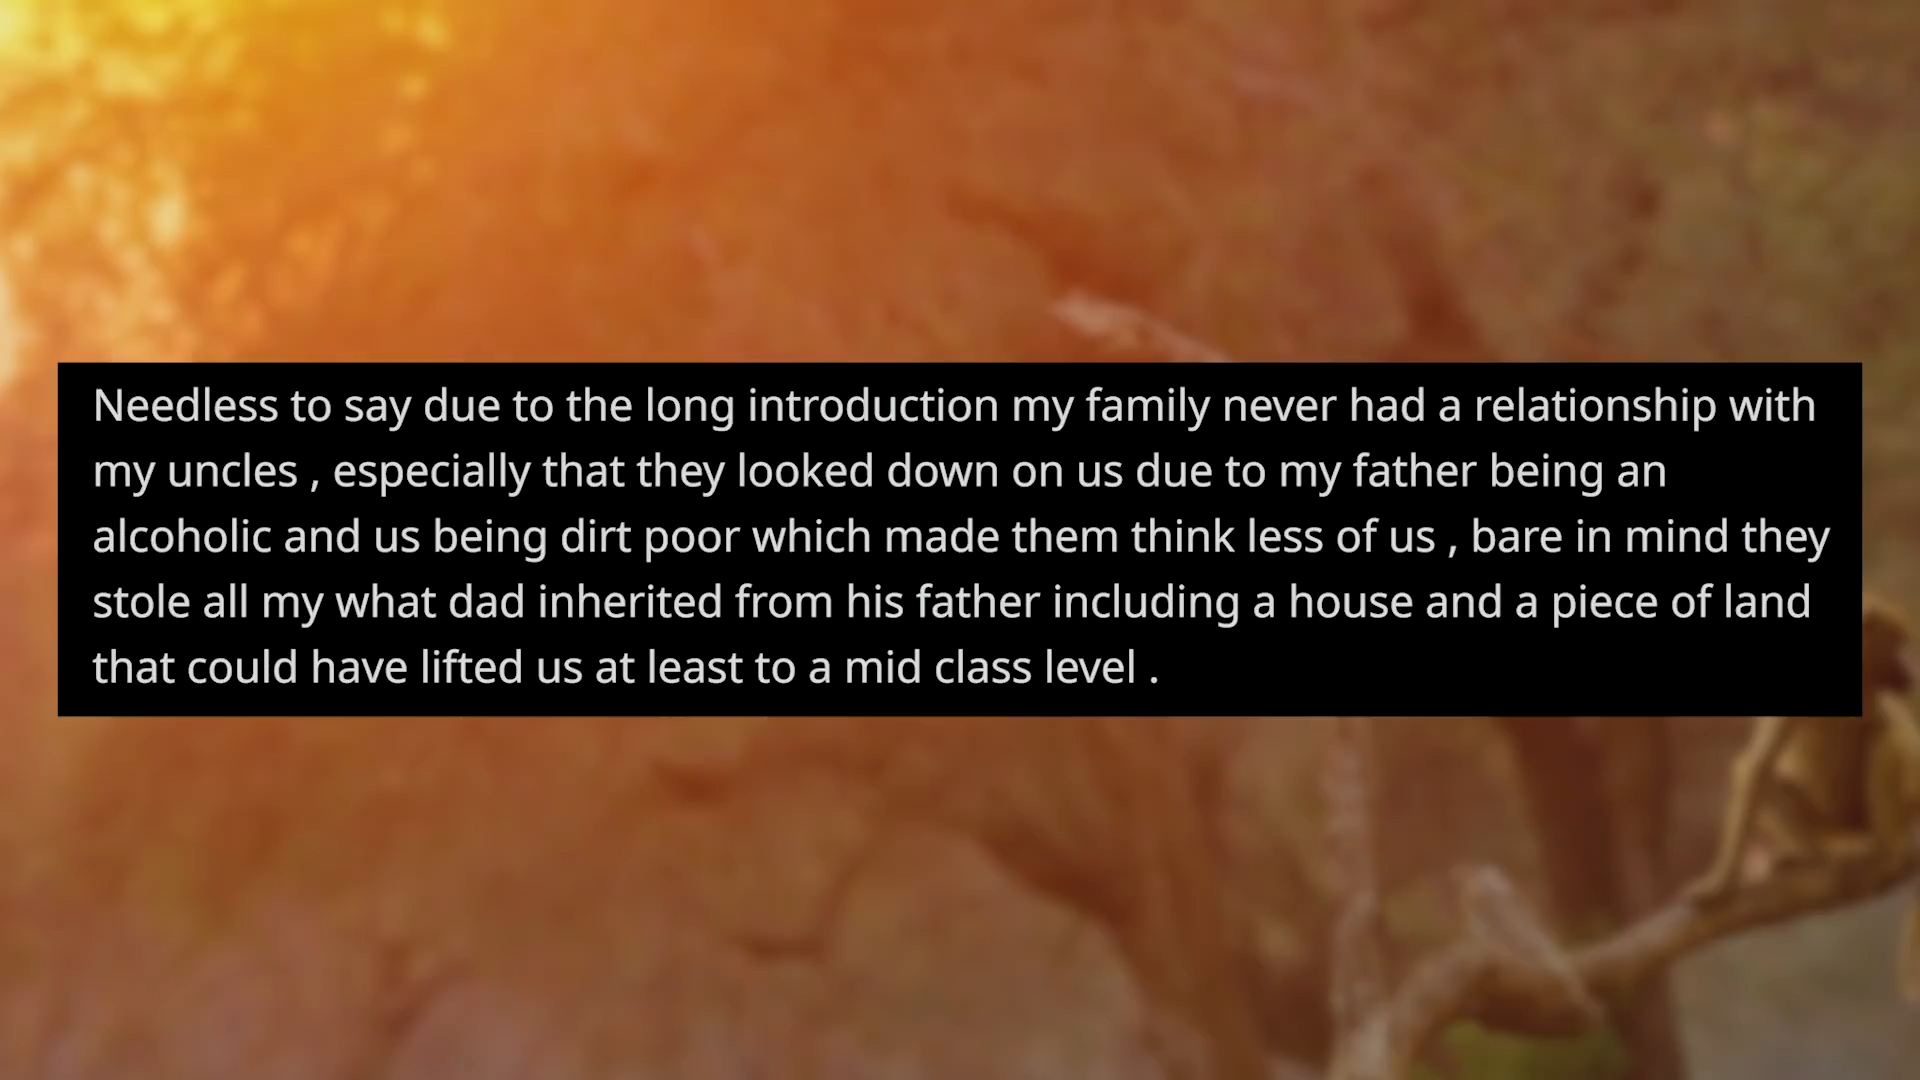 Needless to say due to the long introduction my family never had a relationship with
my uncles , especially that they looked down on us due to my father being an
alcoholic and us being dirt poor which made them think less of us , bare in mind they
stole all my what dad inherited from his father including a house and a piece of land
that could have lifted us at least to a mid class level .